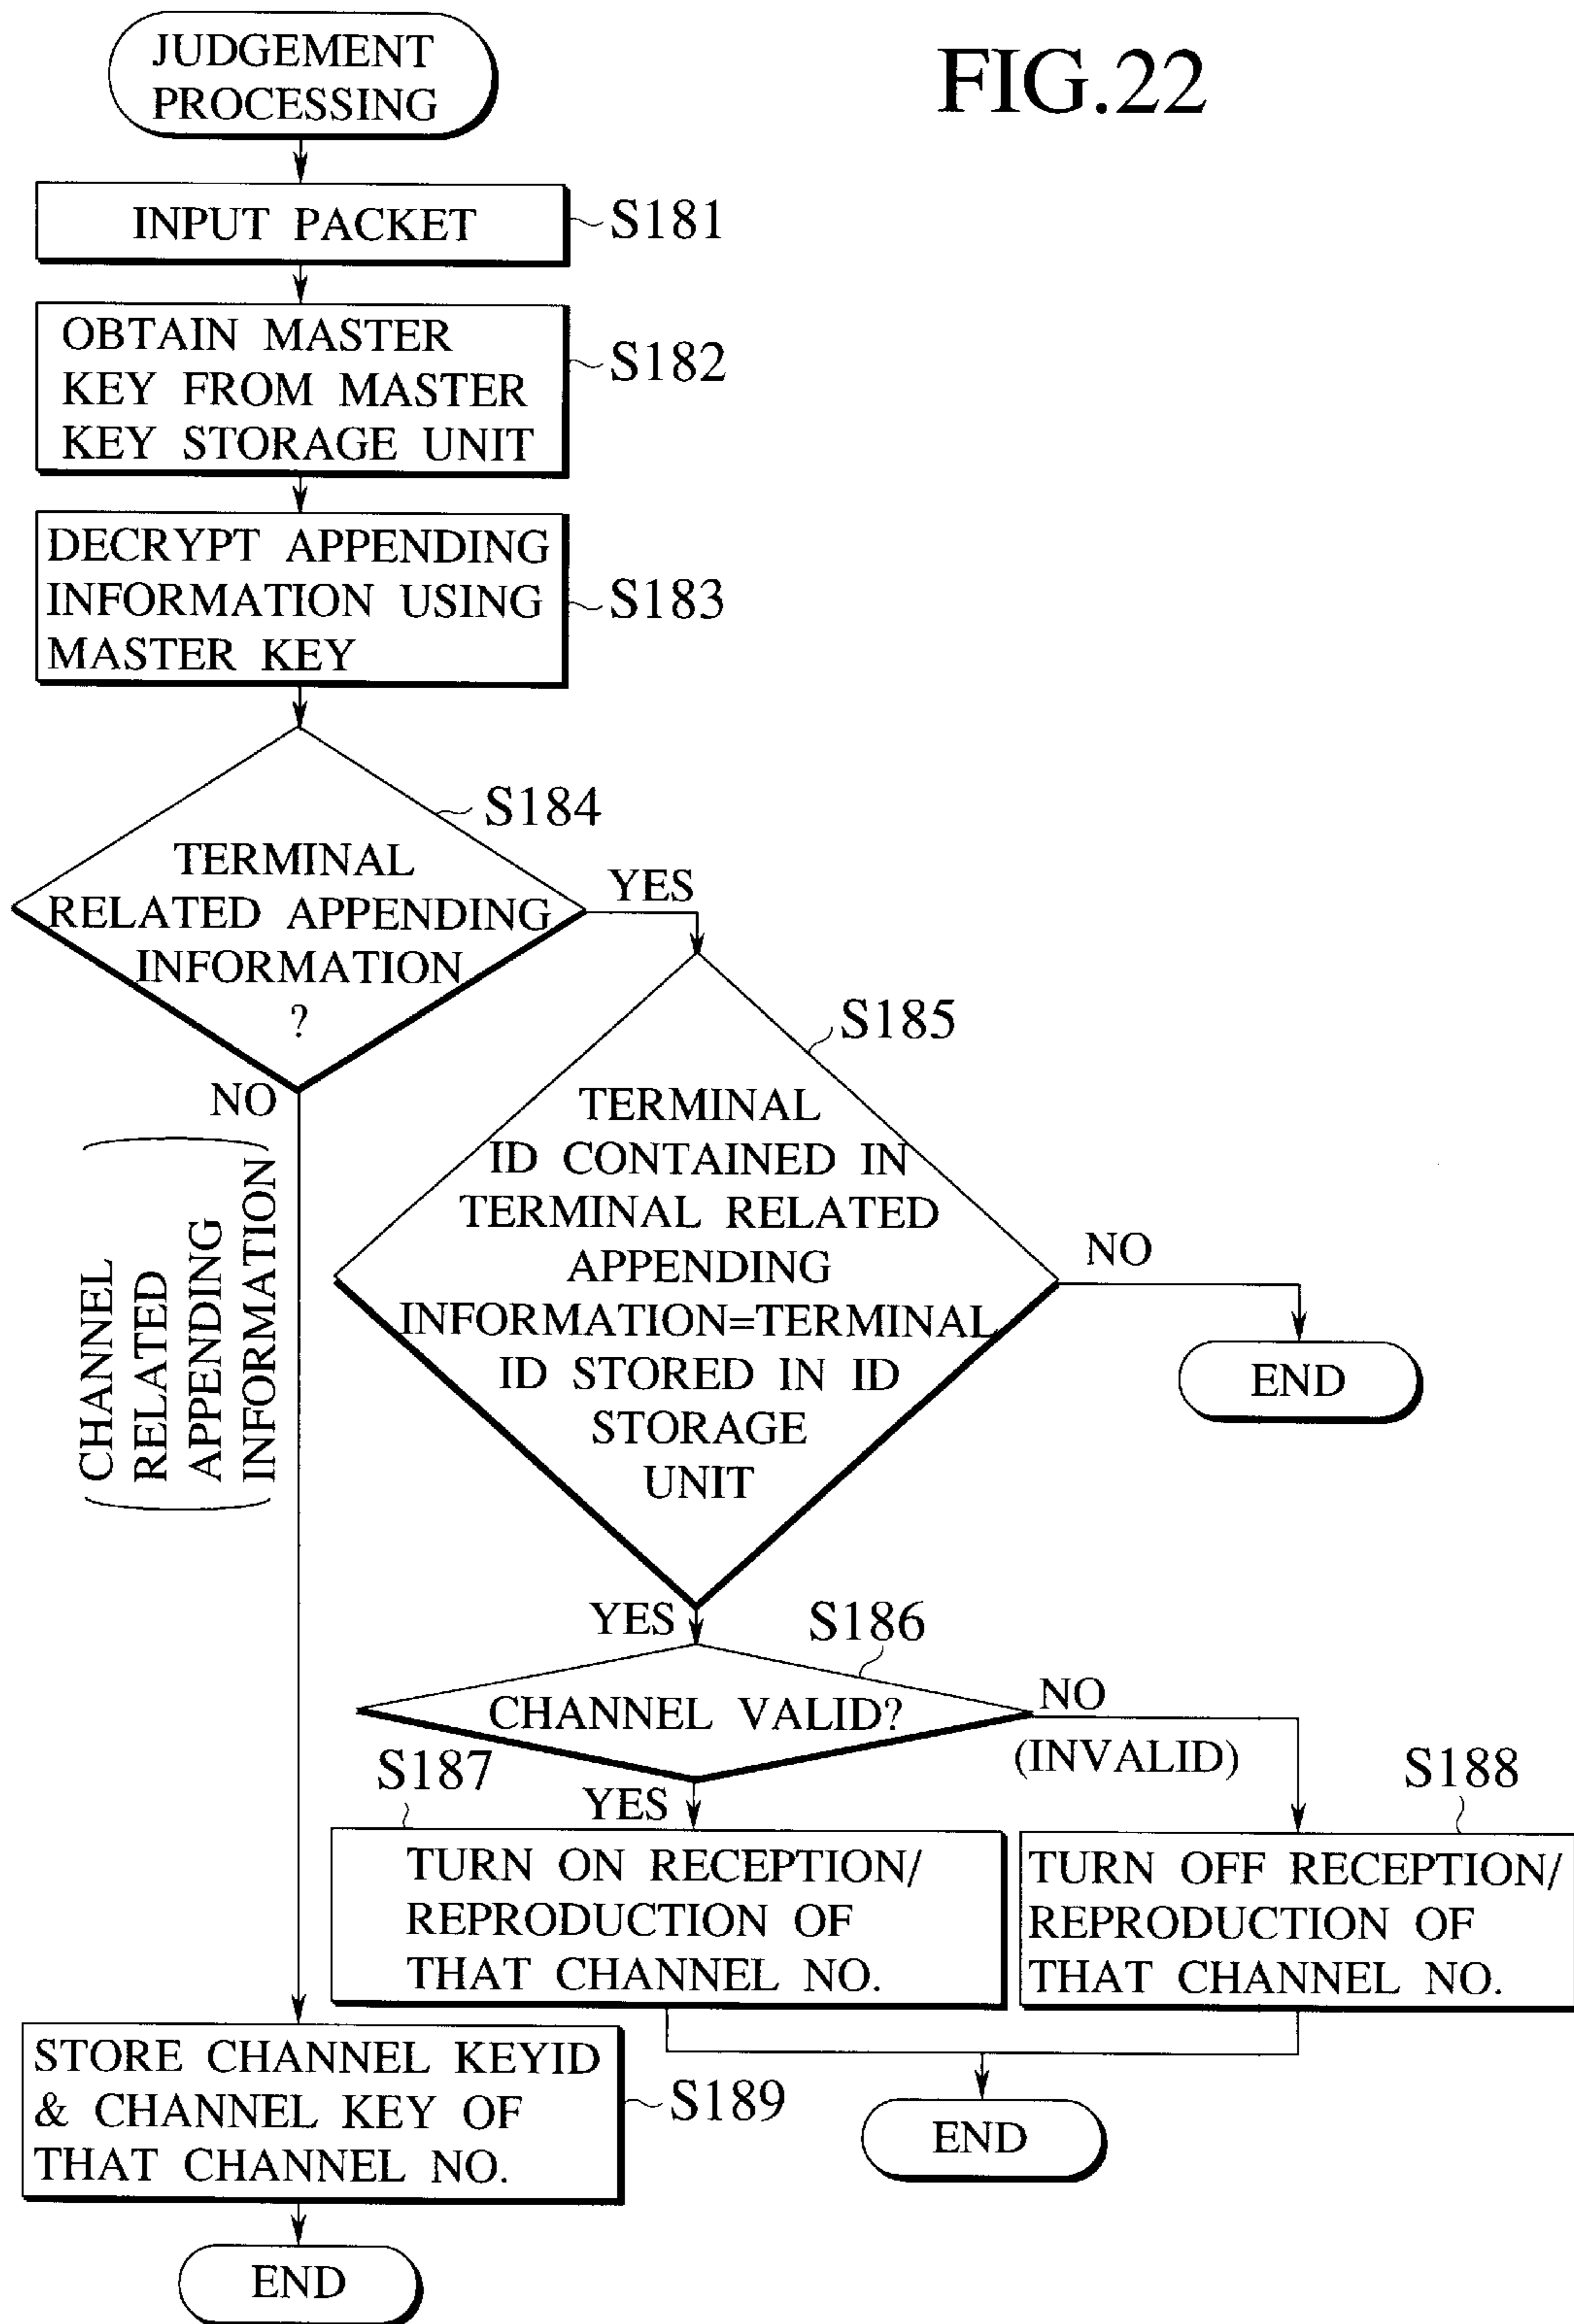 FIG.22
JUDGEMENT
PROCESSING
INPUT PACKET
S181
OBTAIN MASTER
KEY FROM MASTER
KEY STORAGE UNIT
S182
DECRYPT APPENDING
INFORMATION USING
MASTER KEY
S183
S184
TERMINAL
RELATED APPENDING
INFORMATION
?
YES
NO
CHANNEL
RELATED
APPENDING
INFORMATION
S185
TERMINAL
ID CONTAINED IN
TERMINAL RELATED
APPENDING
INFORMATION=TERMINAL
ID STORED IN ID
STORAGE
UNIT
NO
END
YES
S186
CHANNEL VALID?
NO
(INVALID)
YES
S187
TURN ON RECEPTION/
REPRODUCTION OF
THAT CHANNEL NO.
S188
TURN OFF RECEPTION/
REPRODUCTION OF
THAT CHANNEL NO.
END
STORE CHANNEL KEYID
& CHANNEL KEY OF
THAT CHANNEL NO.
S189
END